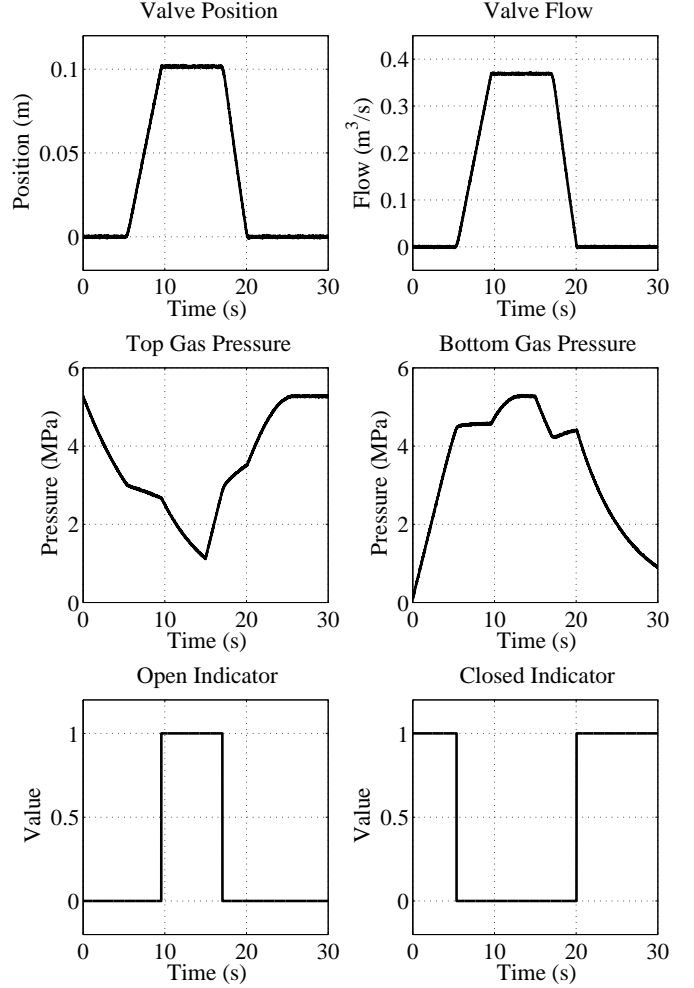 Valve Position
0.1
0.05
0
Position (m)
0 10 20 30
Time (s)
Valve Flow
0.4
0.3
0.2
0.1
0
Flow (m³/s)
0 10 20 30
Time (s)
Top Gas Pressure
6
4
2
0
Pressure (MPa)
0 10 20 30
Time (s)
Bottom Gas Pressure
6
4
2
0
Pressure (MPa)
0 10 20 30
Time (s)
Open Indicator
1
0.5
0
Value
0 10 20 30
Time (s)
Closed Indicator
1
0.5
0
Value
0 10 20 30
Time (s)